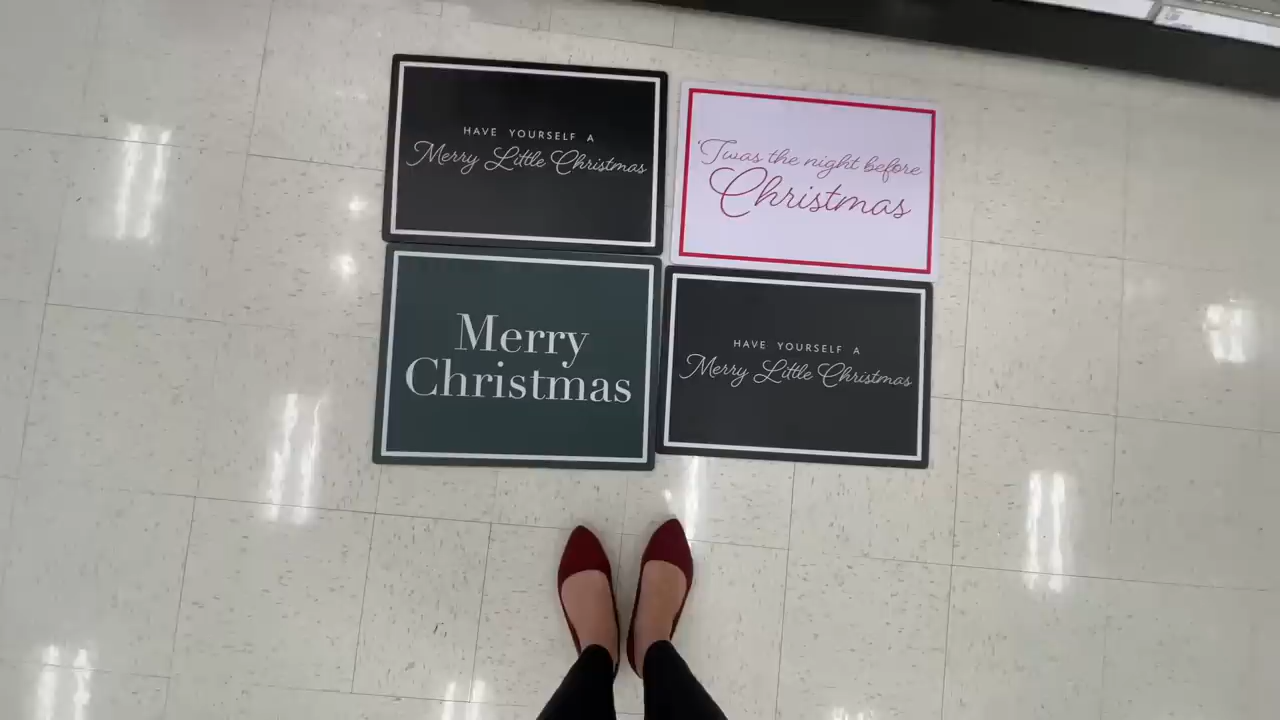 HAVE YOURSELF A
Merry Little Christmas
'Twas the night before
Christmas
Merry
Christmas
HAVE YOURSELF A
Merry Little Christmas